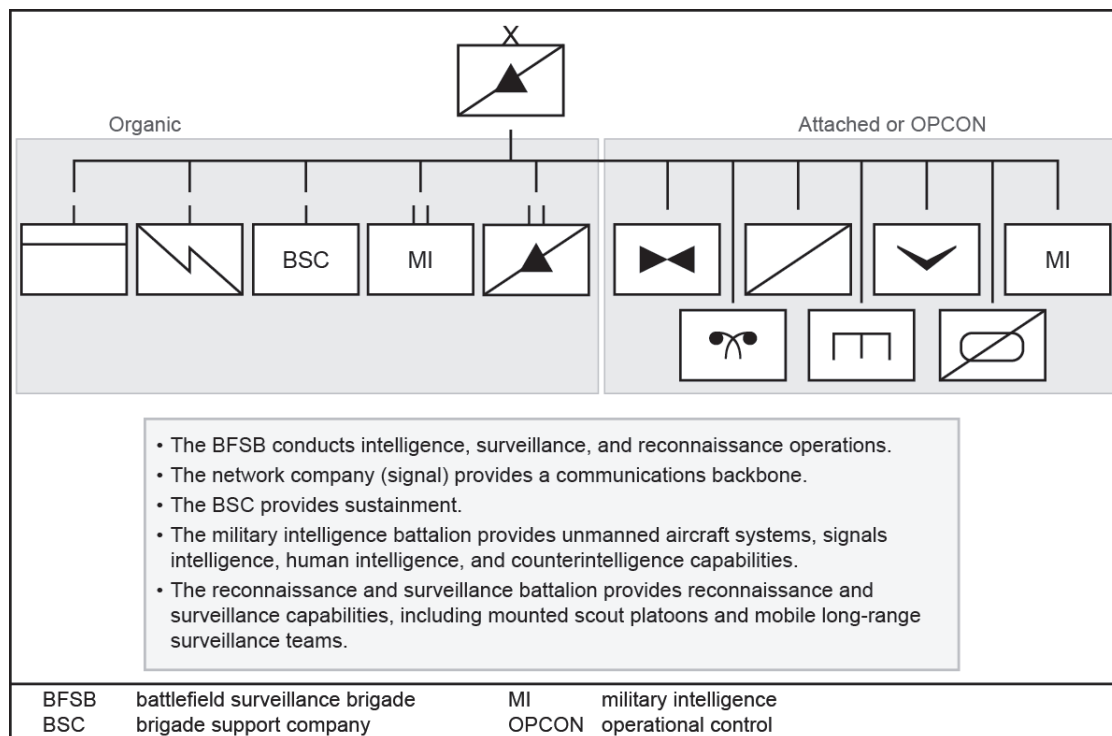 X
Organic
Attached or OPCON
BSC
MI
MI
• The BFSB conducts intelligence, surveillance, and reconnaissance operations.
• The network company (signal) provides a communications backbone.
• The BSC provides sustainment.
• The military intelligence battalion provides unmanned aircraft systems, signals
intelligence, human intelligence, and counterintelligence capabilities.
• The reconnaissance and surveillance battalion provides reconnaissance and
surveillance capabilities, including mounted scout platoons and mobile long-range
surveillance teams.
BFSB battlefield surveillance brigade MI military intelligence
BSC brigade support company OPCON operational control